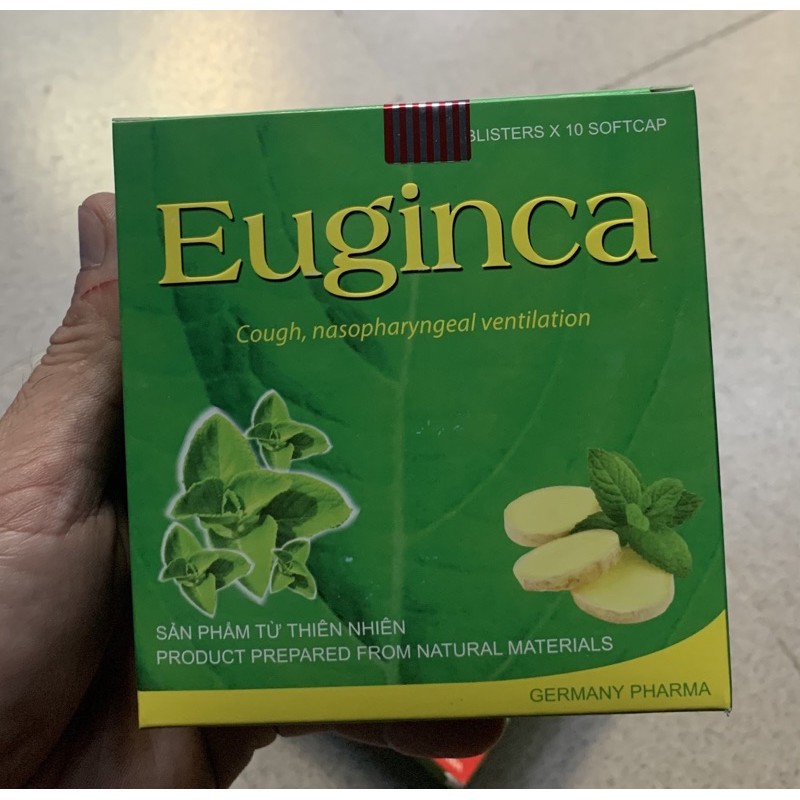 BLISTERS X 10 SOFTCAP
Euginca
Cough, nasopharyngeal ventilation
SẢN PHẨM TỪ THIÊN NHIÊN
PRODUCT PREPARED FROM NATURAL MATERIALS
GERMANY PHARMA